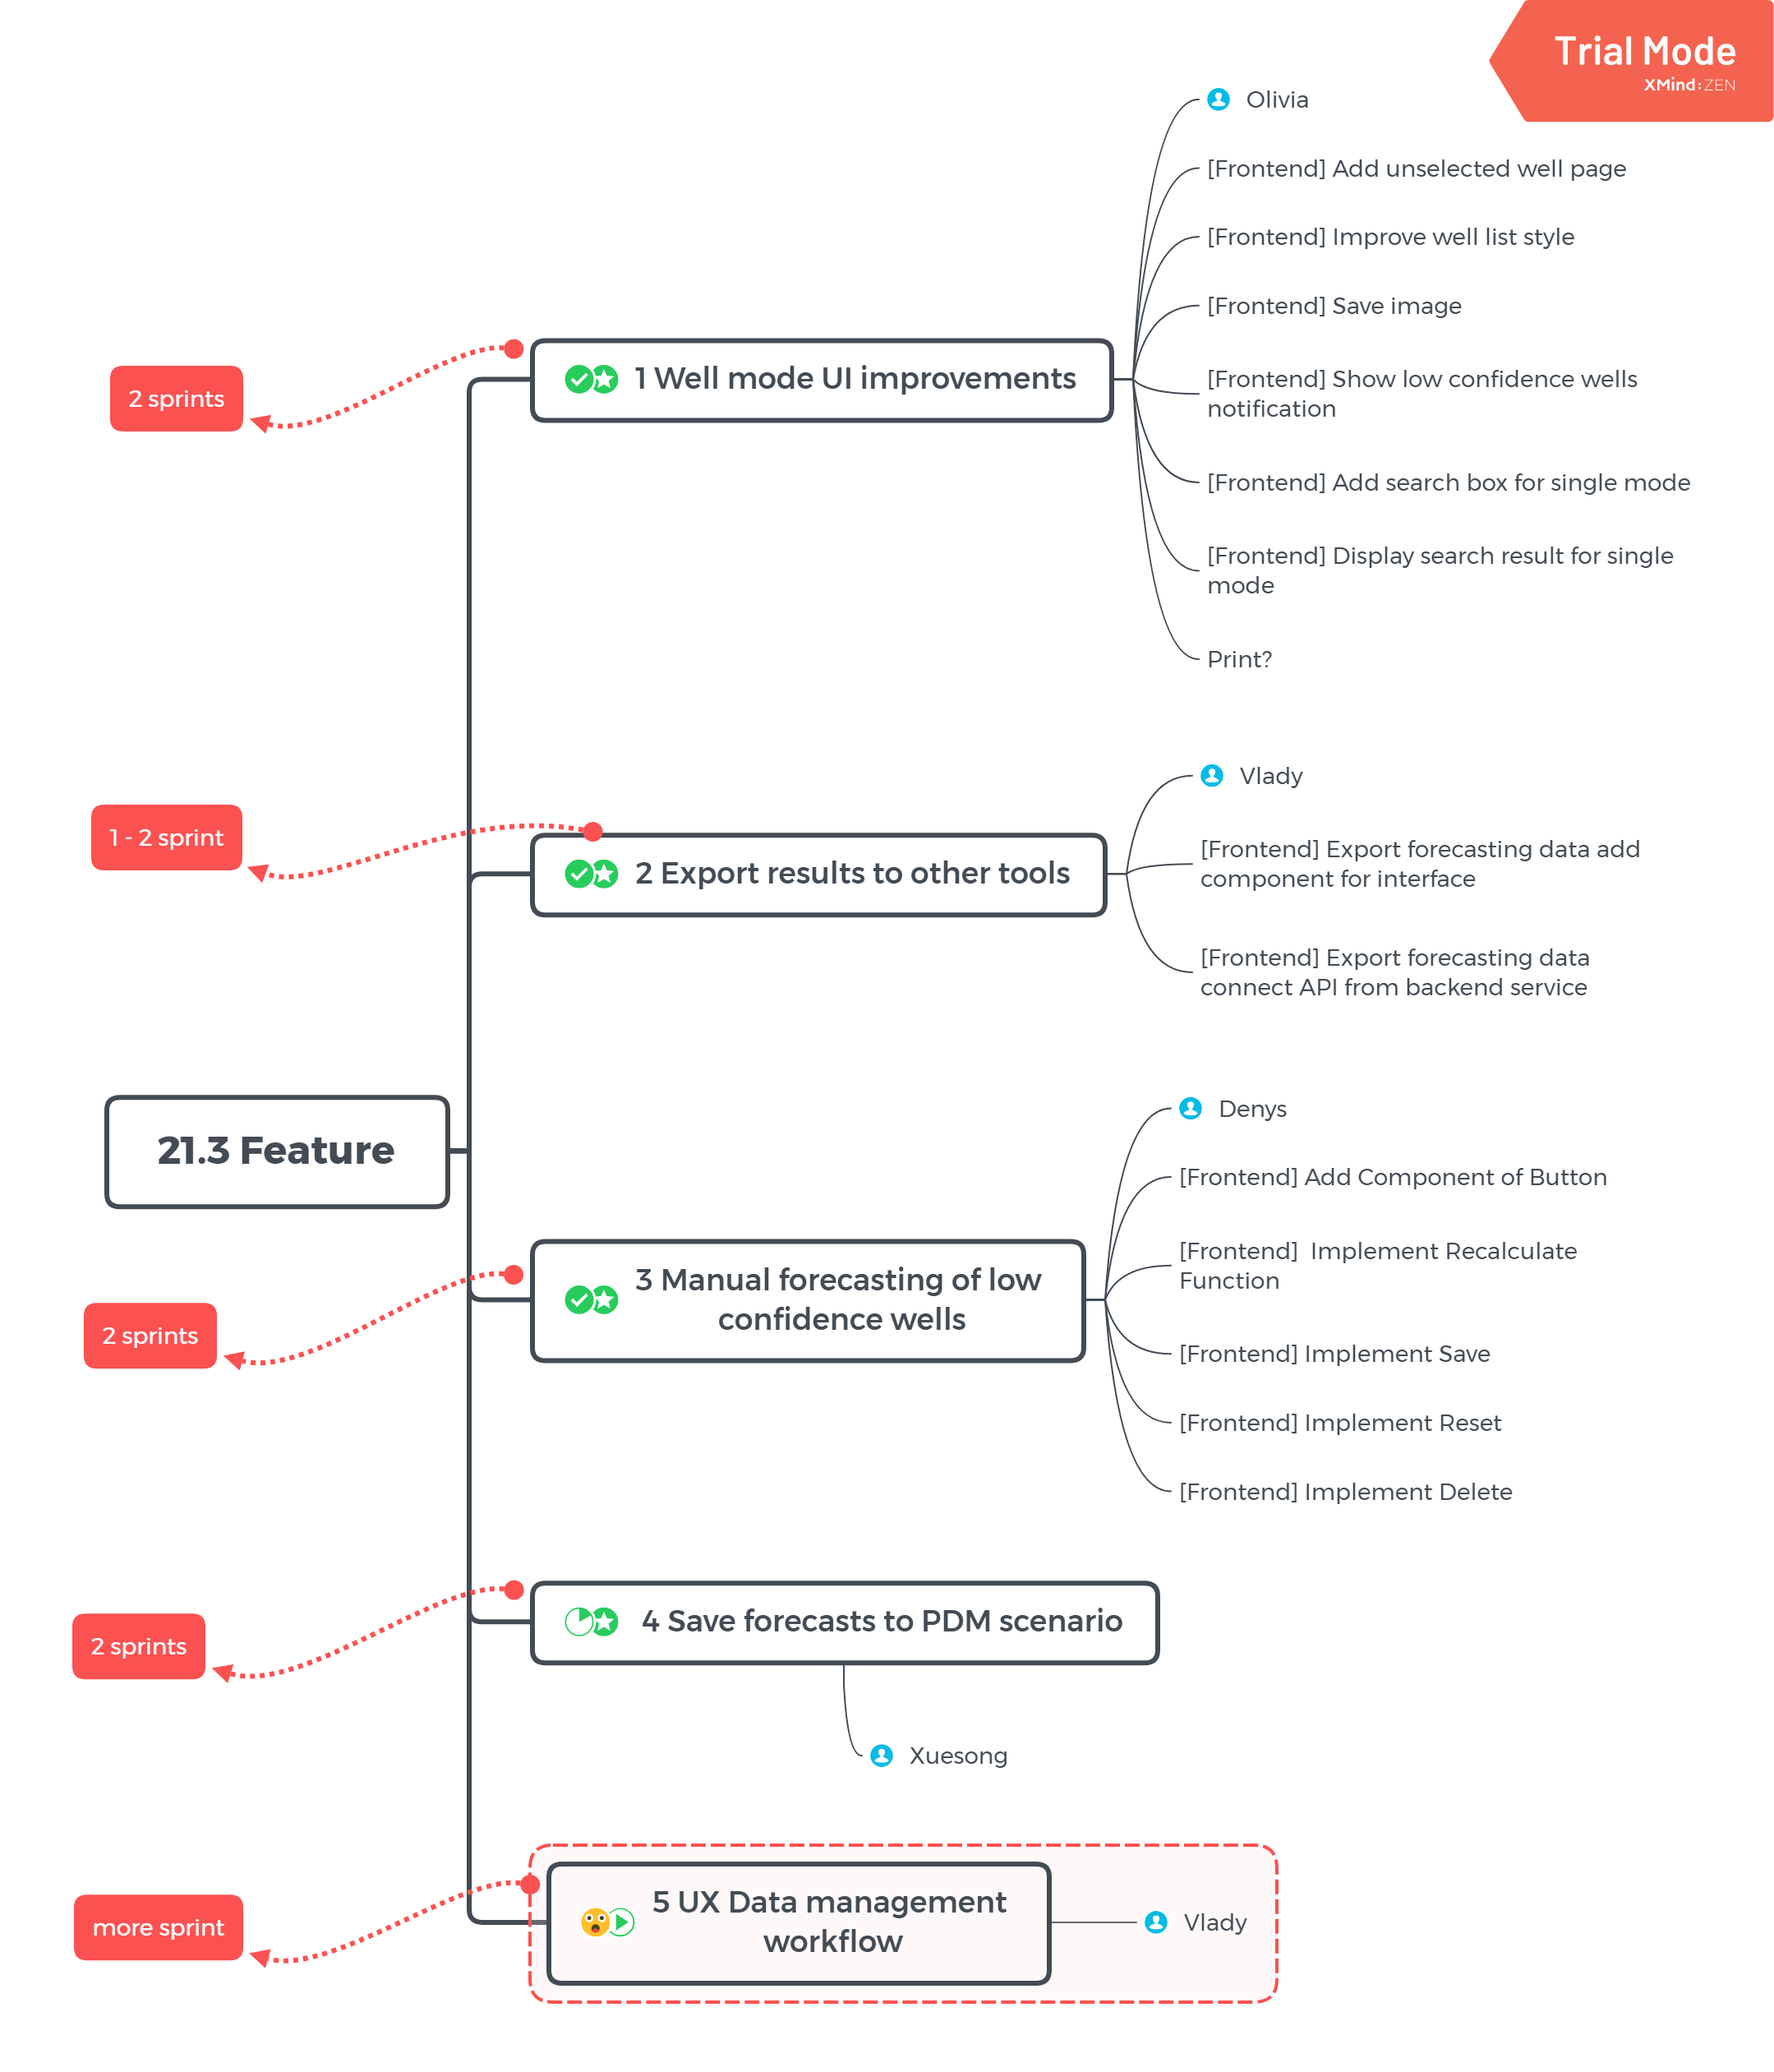 Trial Mode
XMind:ZEN
Olivia
[Frontend] Add unselected well page
[Frontend] Improve well list style
[Frontend] Save image
2 sprints
1 Well mode UI improvements
[Frontend] Show low confidence wells
notification
[Frontend] Add search box for single mode
[Frontend] Display search result for single
mode
Print?
1 - 2 sprint
2 Export results to other tools
Vlady
[Frontend] Export forecasting data add
component for interface
[Frontend] Export forecasting data
connect API from backend service
21.3 Feature
2 sprints
3 Manual forecasting of low
confidence wells
Denys
[Frontend] Add Component of Button
[Frontend]  Implement Recalculate
Function
[Frontend] Implement Save
[Frontend] Implement Reset
[Frontend] Implement Delete
2 sprints
4 Save forecasts to PDM scenario
Xuesong
more sprint
5 UX Data management
workflow
Vlady